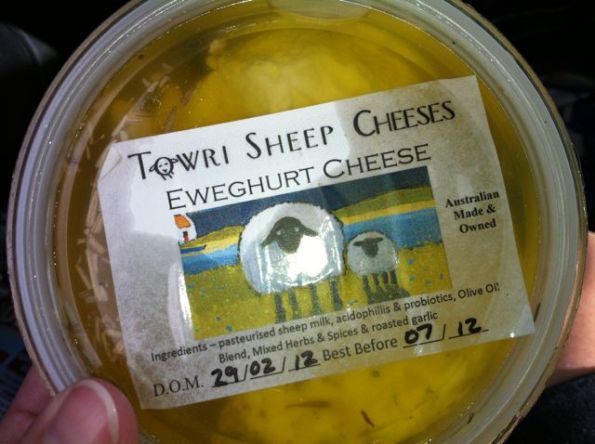 Towri Sheep Cheeses
Eweghurt Cheese
Australian
Made &
Owned
Ingredients – pasteurised sheep milk, acidophillis & probiotics, Olive Oil
Blend, Mixed Herbs & Spices & roasted garlic
D.O.M. 29/02/12 Best Before 07/12